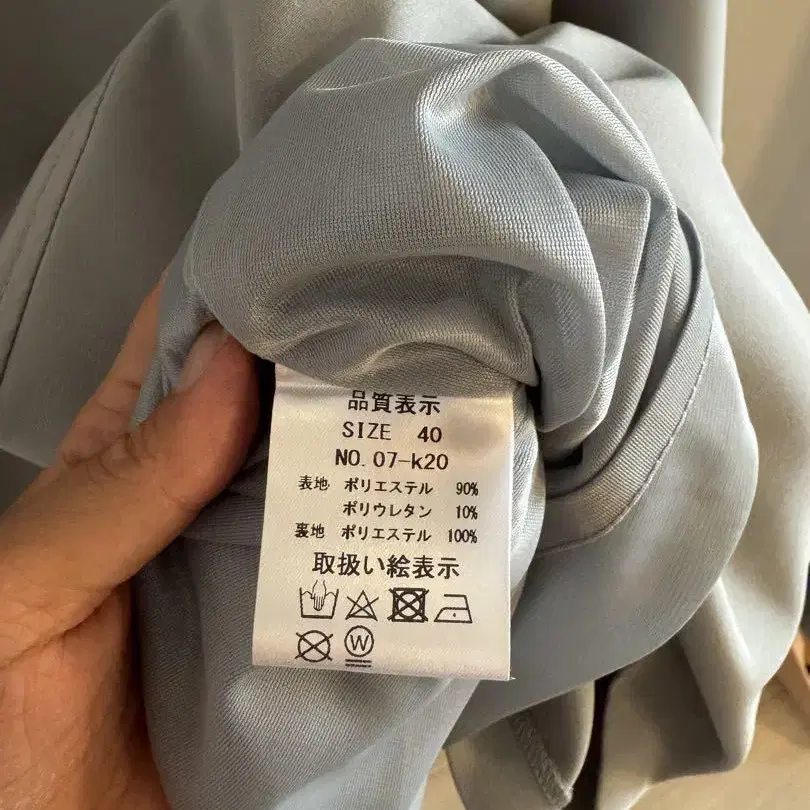 品質表示
SIZE 40
NO.07-k20
表地 ポリエステル 90%
ポリウレタン 10%
裏地 ポリエステル 100%
取扱い絵表示
W